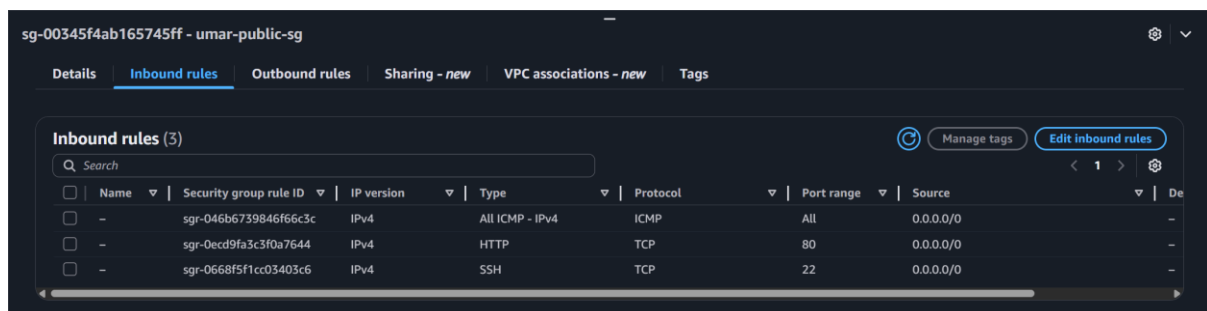 sg-00345f4ab165745ff - umar-public-sg
Details Inbound rules Outbound rules Sharing - new VPC associations - new Tags
Inbound rules (3) Manage tags Edit inbound rules
Search < 1 >
Name Security group rule ID IP version Type Protocol Port range Source De
– sgr-046b6739846f66c3c IPv4 All ICMP - IPv4 ICMP All 0.0.0.0/0 –
– sgr-0ecd9fa3c3f0a7644 IPv4 HTTP TCP 80 0.0.0.0/0 –
– sgr-0668f5f1cc03403c6 IPv4 SSH TCP 22 0.0.0.0/0 –